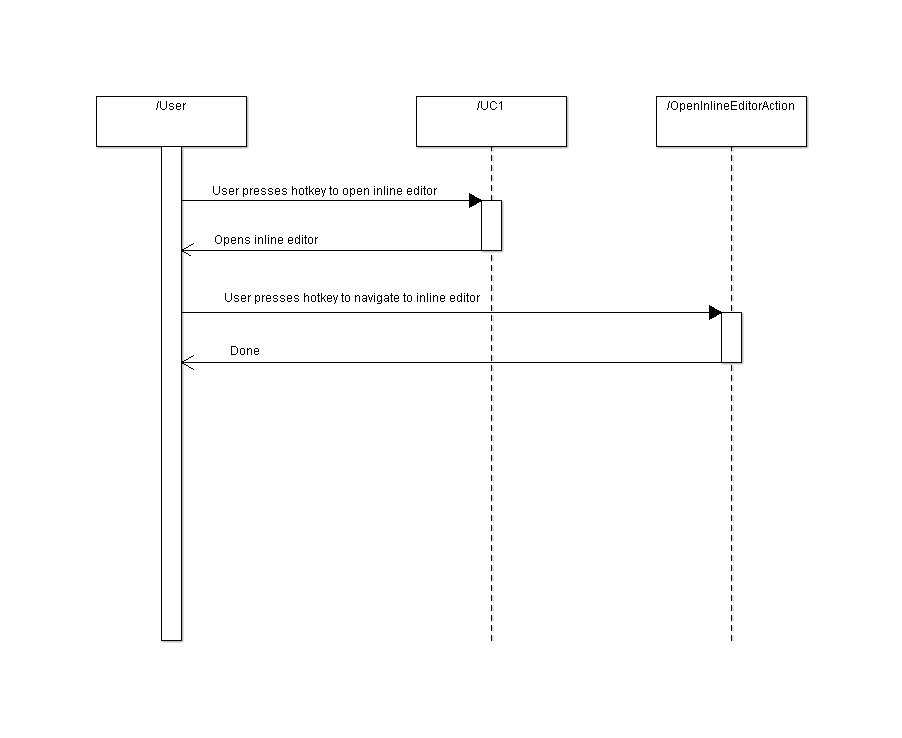 /User
/UC1
/OpenInlineEditorAction
User presses hotkey to open inline editor
Opens inline editor
User presses hotkey to navigate to inline editor
Done